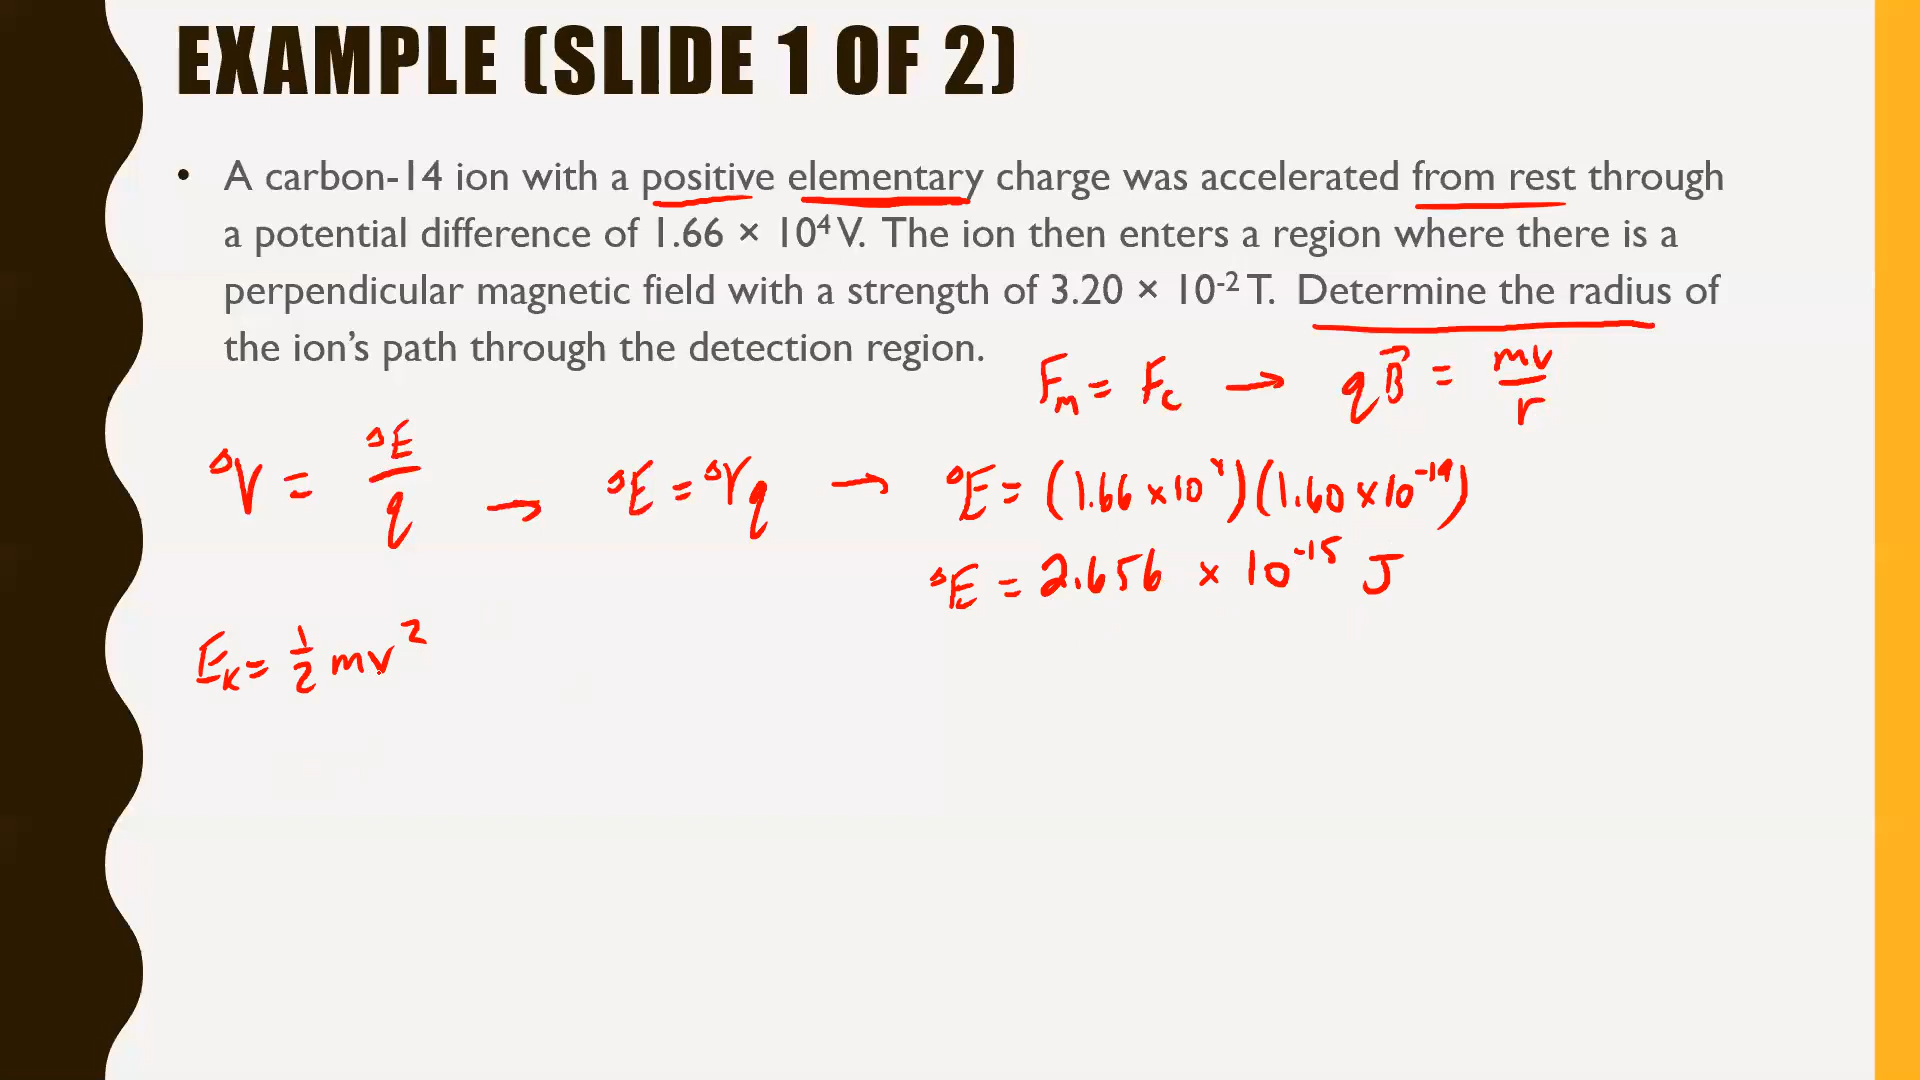 EXAMPLE (SLIDE 1 OF 2)
• A carbon-14 ion with a positive elementary charge was accelerated from rest through
a potential difference of 1.66 × 10⁴ V. The ion then enters a region where there is a
perpendicular magnetic field with a strength of 3.20 × 10⁻² T. Determine the radius of
the ion’s path through the detection region.
Fₘ = F꜀ → qB⃗ = mv/r
ΔV = ΔE/q → ΔE = ΔVq → ΔE = (1.66 × 10⁴)(1.60 × 10⁻¹⁹)
ΔE = 2.656 × 10⁻¹⁵ J
Eₖ = ½ mv²